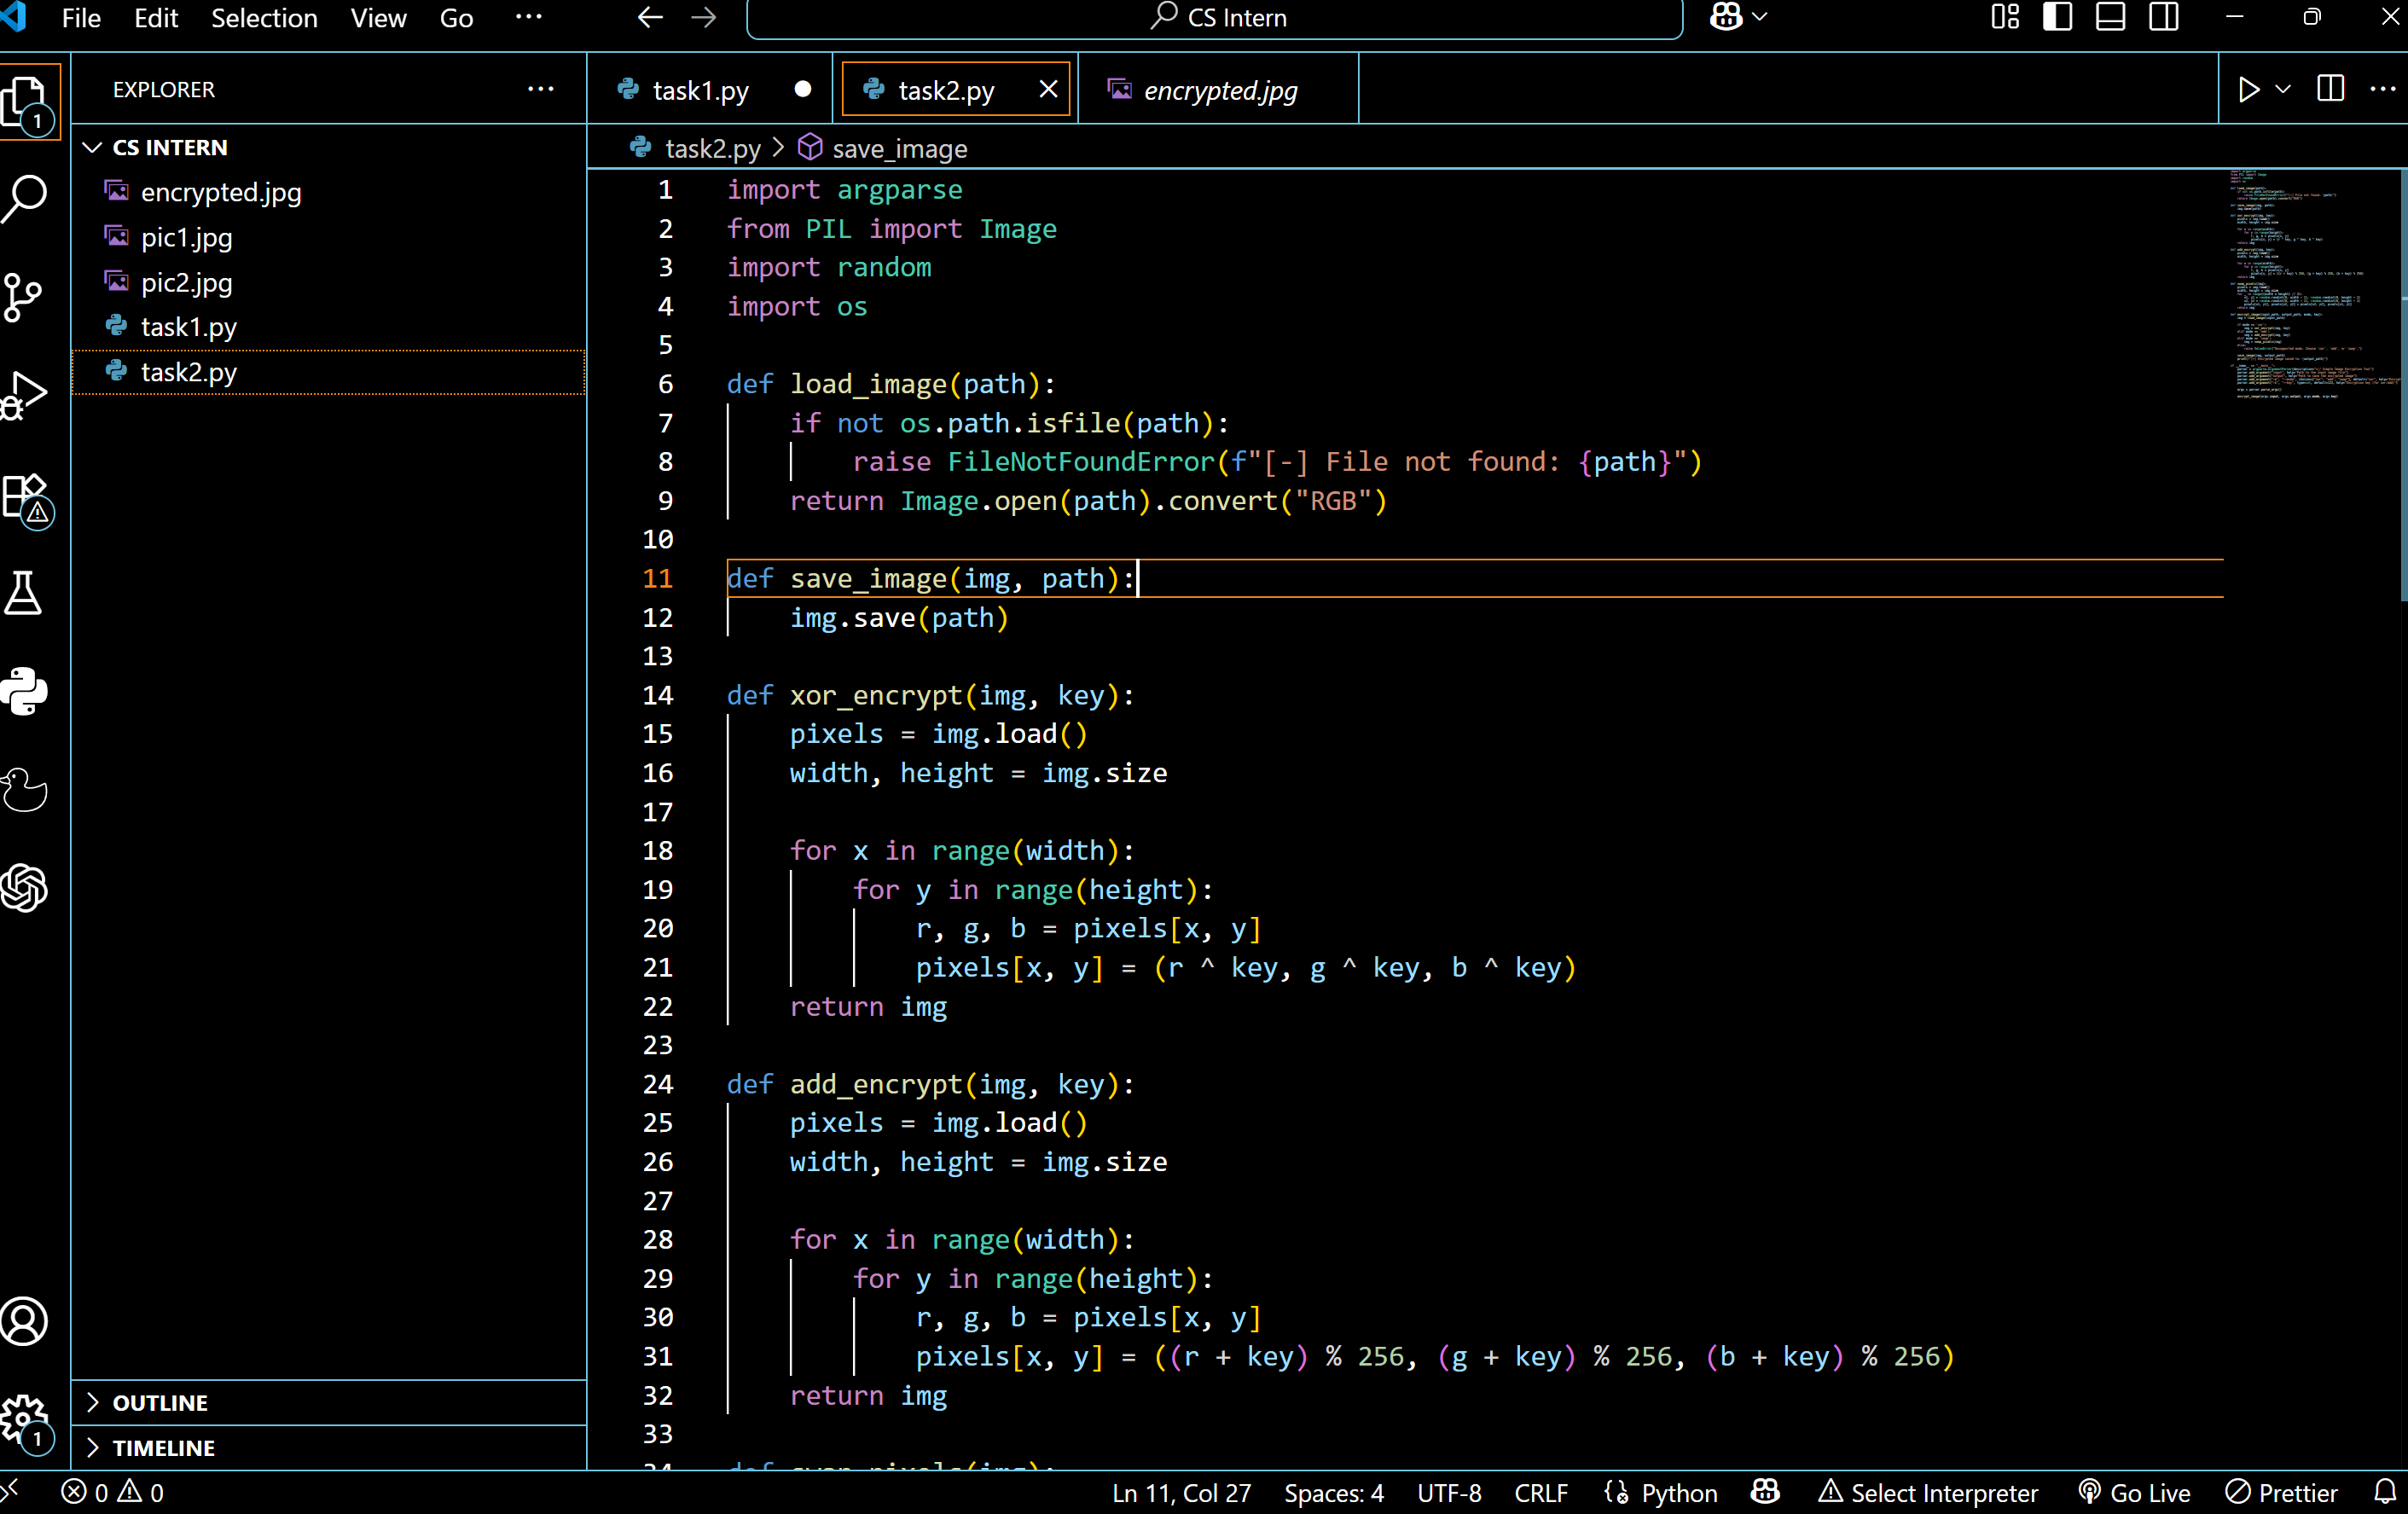 File Edit Selection View Go ...
CS Intern
EXPLORER ...
task1.py
task2.py
encrypted.jpg
1
CS INTERN
encrypted.jpg
pic1.jpg
pic2.jpg
task1.py
task2.py
OUTLINE
TIMELINE
1
task2.py > save_image
1 import argparse
2 from PIL import Image
3 import random
4 import os
5
6 def load_image(path):
7 if not os.path.isfile(path):
8 raise FileNotFoundError(f"[-] File not found: {path}")
9 return Image.open(path).convert("RGB")
10
11 def save_image(img, path):
12 img.save(path)
13
14 def xor_encrypt(img, key):
15 pixels = img.load()
16 width, height = img.size
17
18 for x in range(width):
19 for y in range(height):
20 r, g, b = pixels[x, y]
21 pixels[x, y] = (r ^ key, g ^ key, b ^ key)
22 return img
23
24 def add_encrypt(img, key):
25 pixels = img.load()
26 width, height = img.size
27
28 for x in range(width):
29 for y in range(height):
30 r, g, b = pixels[x, y]
31 pixels[x, y] = ((r + key) % 256, (g + key) % 256, (b + key) % 256)
32 return img
33
34 def swap_pixels(img):
0 0
Ln 11, Col 27 Spaces: 4 UTF-8 CRLF Python Select Interpreter Go Live Prettier